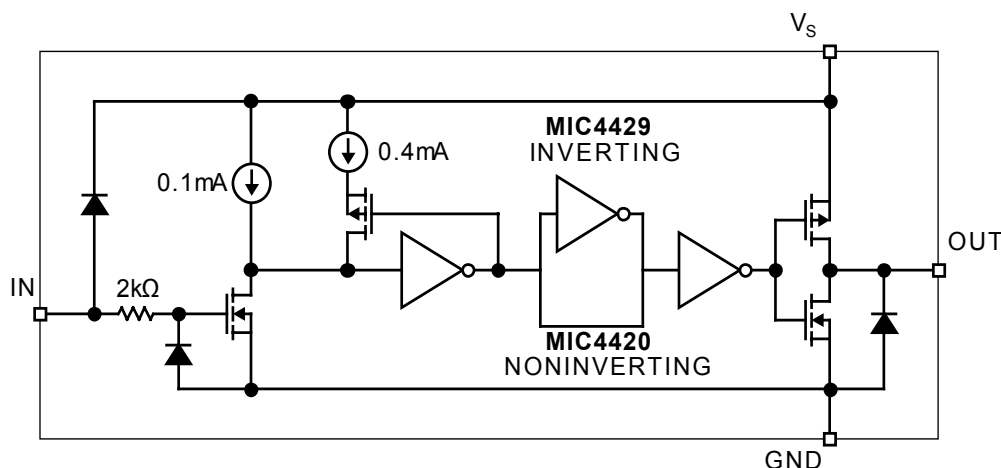 VS
MIC4429
INVERTING
0.4mA
0.1mA
OUT
IN
2kΩ
MIC4420
NONINVERTING
GND